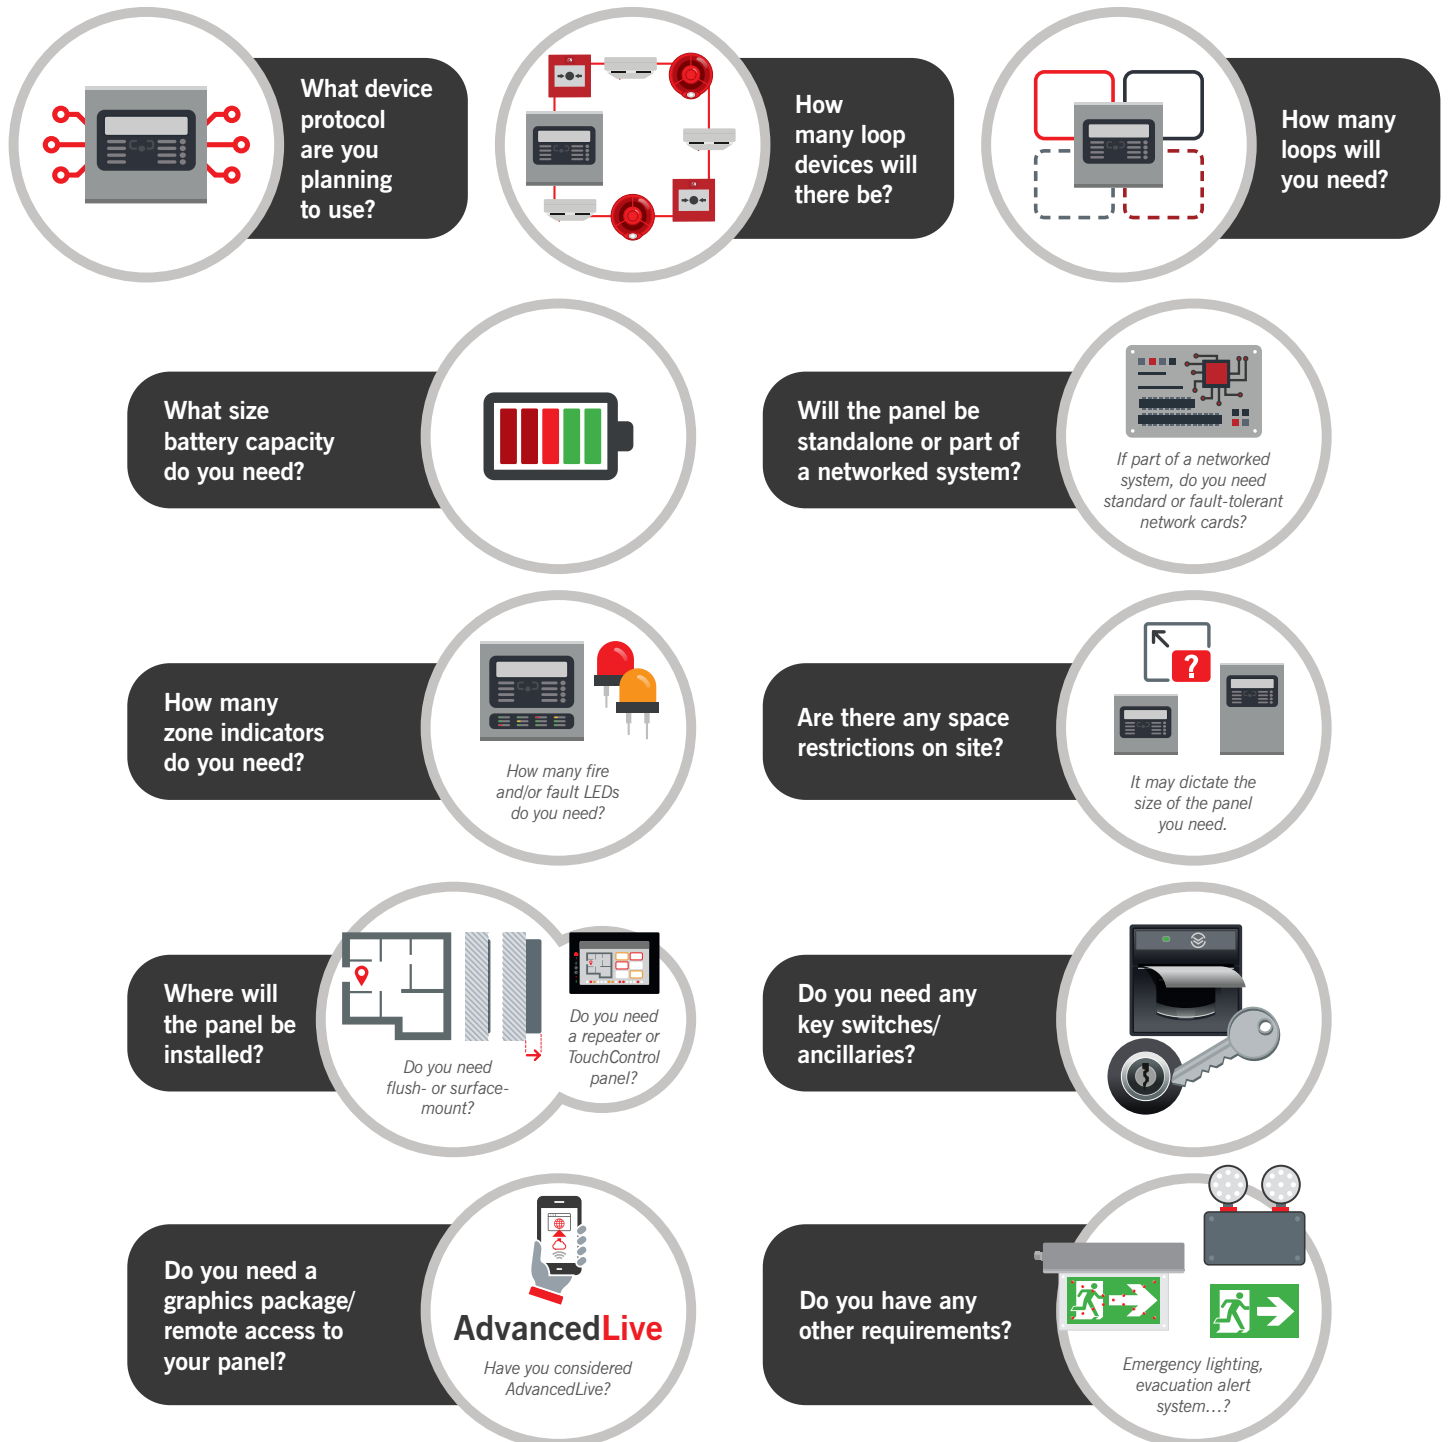 What device
protocol
are you
planning
to use?
How
many loop
devices will
there be?
How many
loops will
you need?
What size
battery capacity
do you need?
Will the panel be
standalone or part of
a networked system?
If part of a networked
system, do you need
standard or fault-tolerant
network cards?
How many
zone indicators
do you need?
How many fire
and/or fault LEDs
do you need?
Are there any space
restrictions on site?
?
It may dictate the
size of the panel
you need.
Where will
the panel be
installed?
Do you need
flush- or surface-
mount?
Do you need
a repeater or
TouchControl
panel?
Do you need any
key switches/
ancillaries?
Do you need a
graphics package/
remote access to
your panel?
AdvancedLive
Have you considered
AdvancedLive?
Do you have any
other requirements?
Emergency lighting,
evacuation alert
system...?